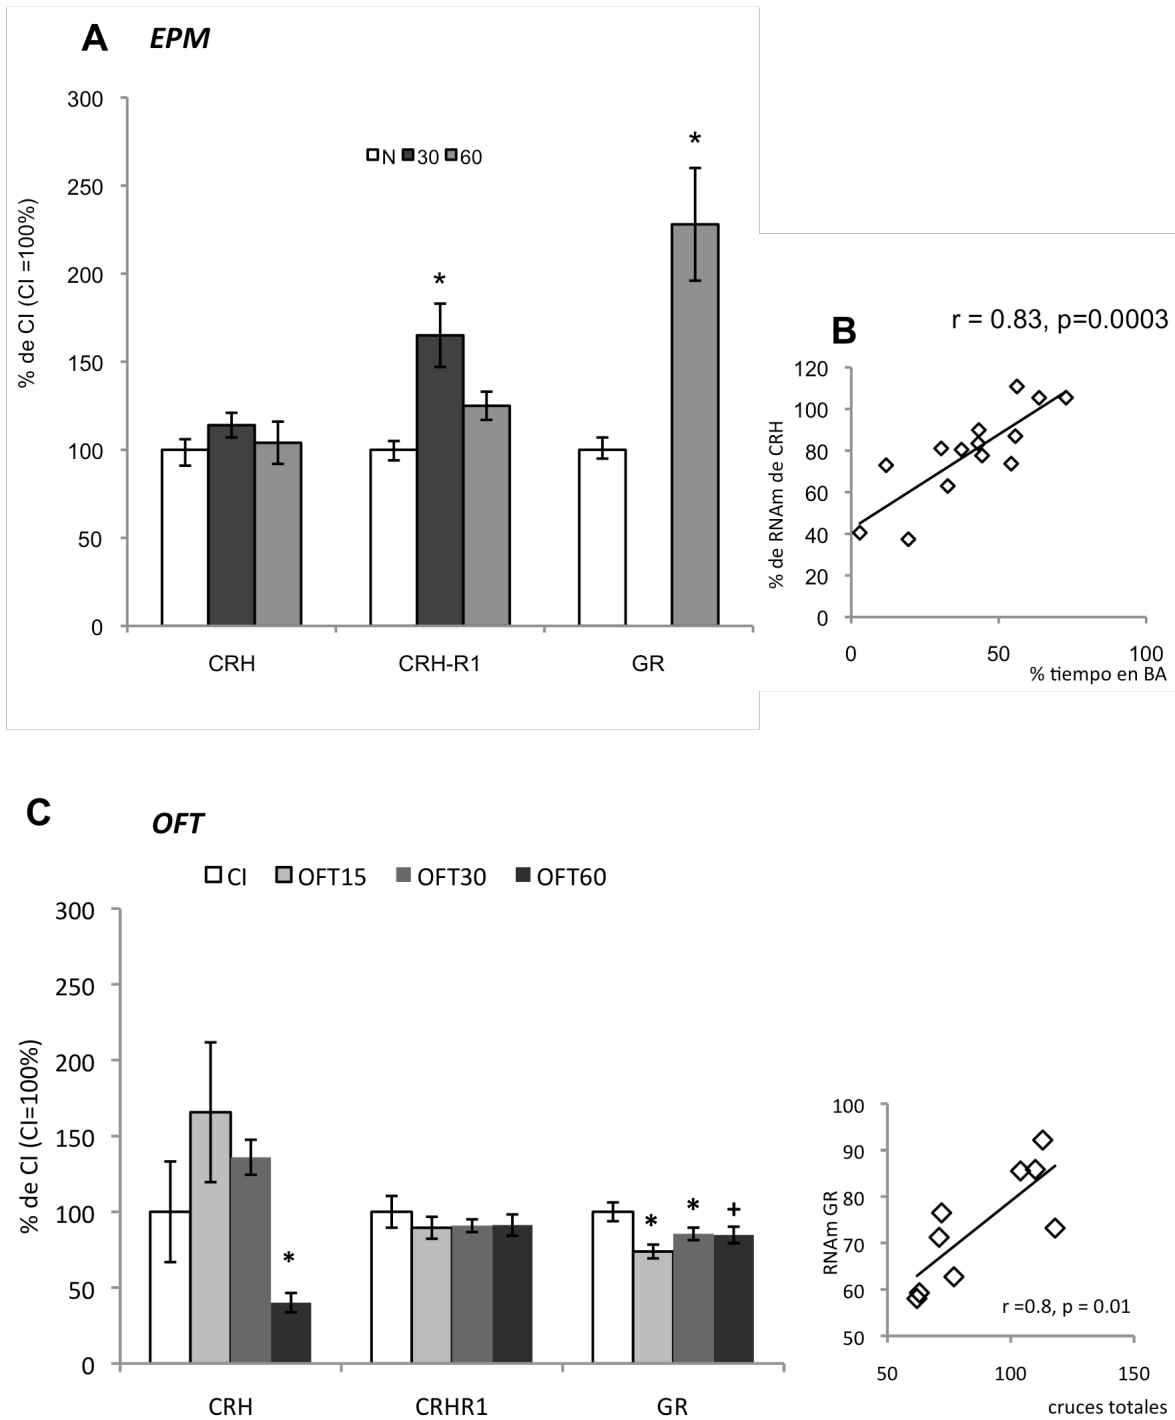 A EPM
300
250
200
150
100
50
0
% de CI (CI =100%)
N 30 60
*
*
CRH CRH-R1 GR
B r = 0.83, p=0.0003
120
100
80
60
40
20
0
% de RNAm de CRH
0 50 100
% tiempo en BA
C OFT
CI OFT15 OFT30 OFT60
300
250
200
150
100
50
0
% de CI (CI=100%)
*
* * +
CRH CRHR1 GR
100
90
80
70
60
50
RNAm GR
r =0.8, p = 0.01
50 100 150
cruces totales